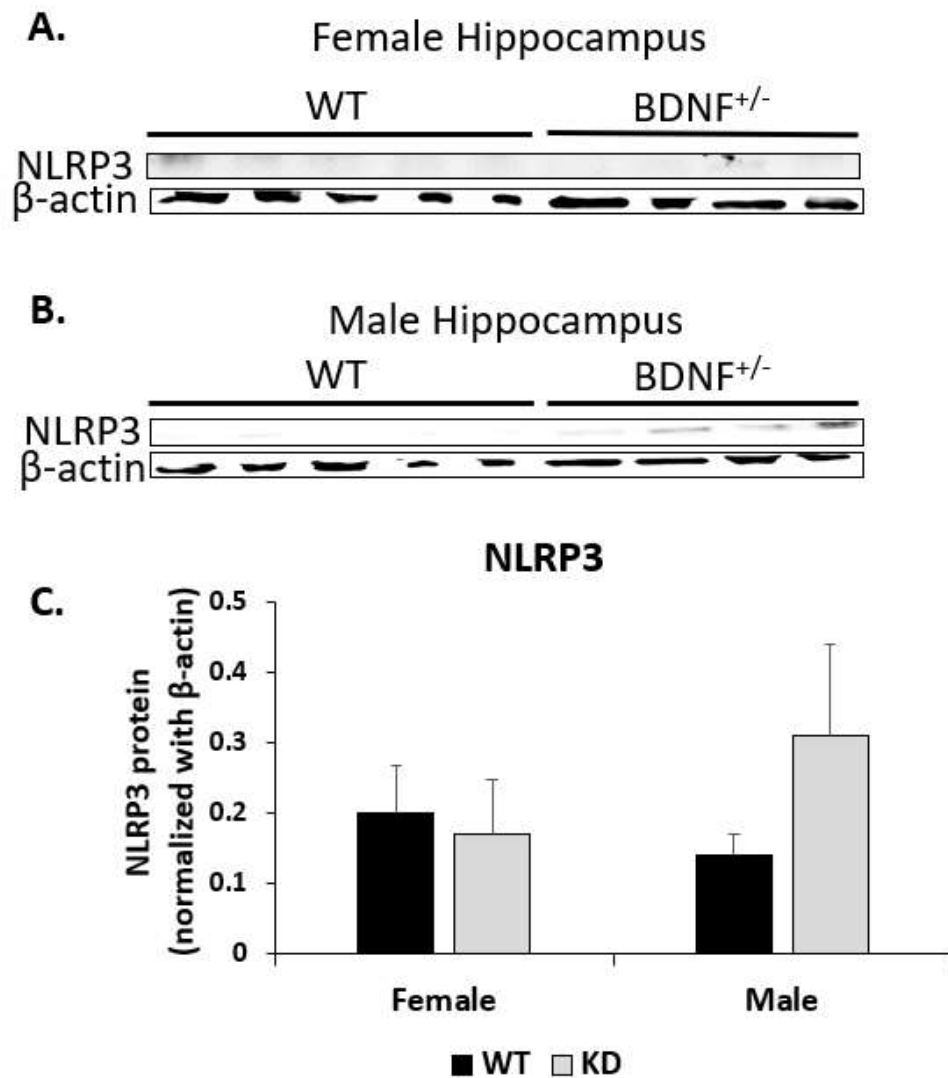 A.
Female Hippocampus
WT BDNF+/-
NLRP3
β-actin
B.
Male Hippocampus
WT BDNF+/-
NLRP3
β-actin
NLRP3
C.
NLRP3 protein
(normalized with β-actin)
0.5
0.4
0.3
0.2
0.1
0
Female Male
WT KD